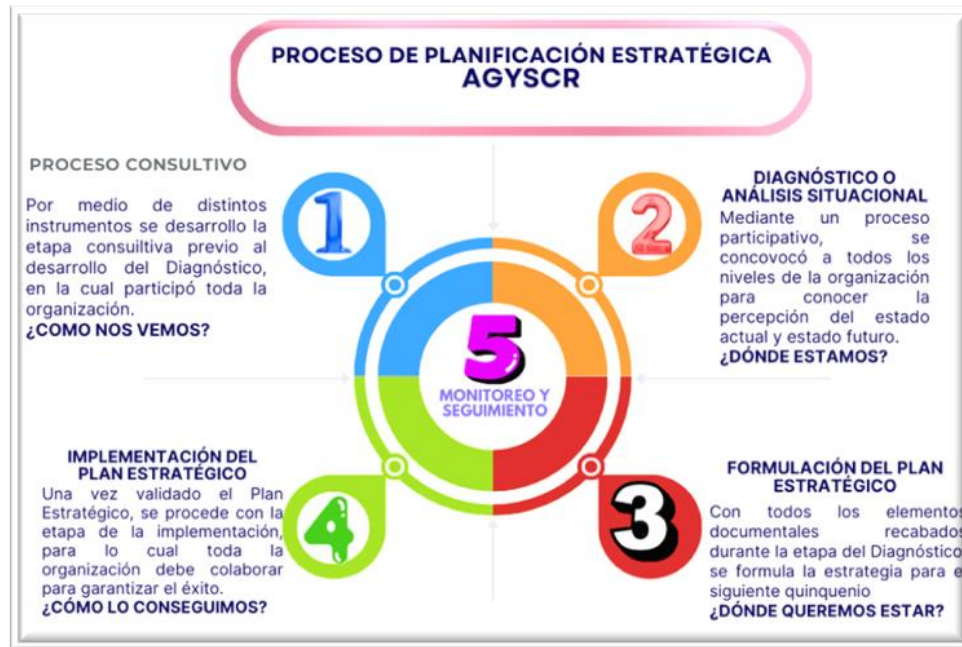 PROCESO DE PLANIFICACIÓN ESTRATÉGICA
AGYSCR
PROCESO CONSULTIVO
Por medio de distintos
instrumentos se desarrollo la
etapa consuiltiva previo al
desarrollo del Diagnóstico,
en la cual participó toda la
organización.
¿COMO NOS VEMOS?
1
2
DIAGNÓSTICO O
ANÁLISIS SITUACIONAL
Mediante un proceso
participativo, se
concovocó a todos los
niveles de la organización
para conocer la
percepción del estado
actual y estado futuro.
¿DÓNDE ESTAMOS?
5
MONITOREO Y
SEGUIMIENTO
IMPLEMENTACIÓN DEL
PLAN ESTRATÉGICO
Una vez validado el Plan
Estratégico, se procede con la
etapa de la implementación,
para lo cual toda la
organización debe colaborar
para garantizar el éxito.
¿CÓMO LO CONSEGUIMOS?
4
3
FORMULACIÓN DEL PLAN
ESTRATÉGICO
Con todos los elementos
documentales recabados
durante la etapa del Diagnóstico
se formula la estrategia para e
siguiente quinquenio
¿DÓNDE QUEREMOS ESTAR?